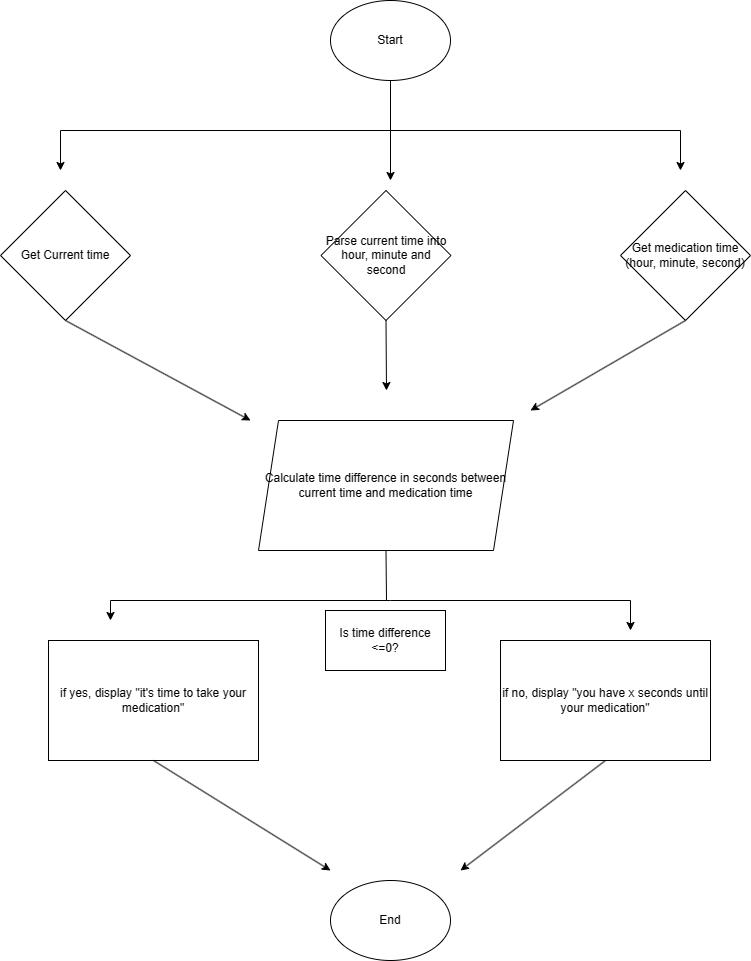 Start
Get Current time
Parse current time into
hour, minute and
second
Get medication time
(hour, minute, second)
Calculate time difference in seconds between
current time and medication time
Is time difference
<=0?
if yes, display "it's time to take your
medication"
if no, display "you have x seconds until
your medication"
End